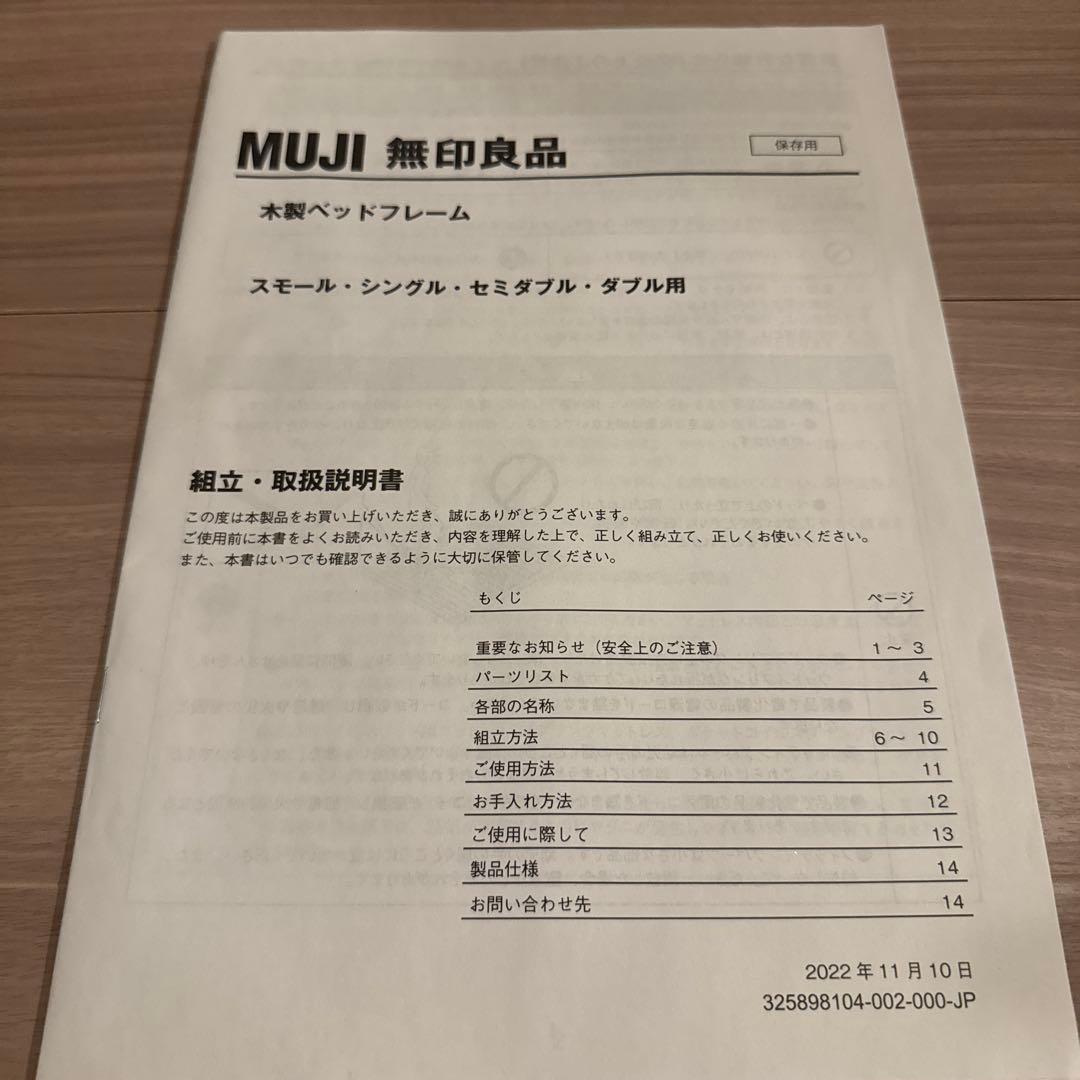 MUJI 無印良品
保存用
木製ベッドフレーム
スモール・シングル・セミダブル・ダブル用
組立・取扱説明書
この度は本製品をお買い上げいただき、誠にありがとうございます。
ご使用前に本書をよくお読みいただき、内容を理解した上で、正しく組み立て、正しくお使いください。
また、本書はいつでも確認できるように大切に保管してください。
もくじ ページ
重要なお知らせ（安全上のご注意） 1～ 3
パーツリスト 4
各部の名称 5
組立方法 6～ 10
ご使用方法 11
お手入れ方法 12
ご使用に際して 13
製品仕様 14
お問い合わせ先 14
2022 年 11 月 10 日
325898104-002-000-JP